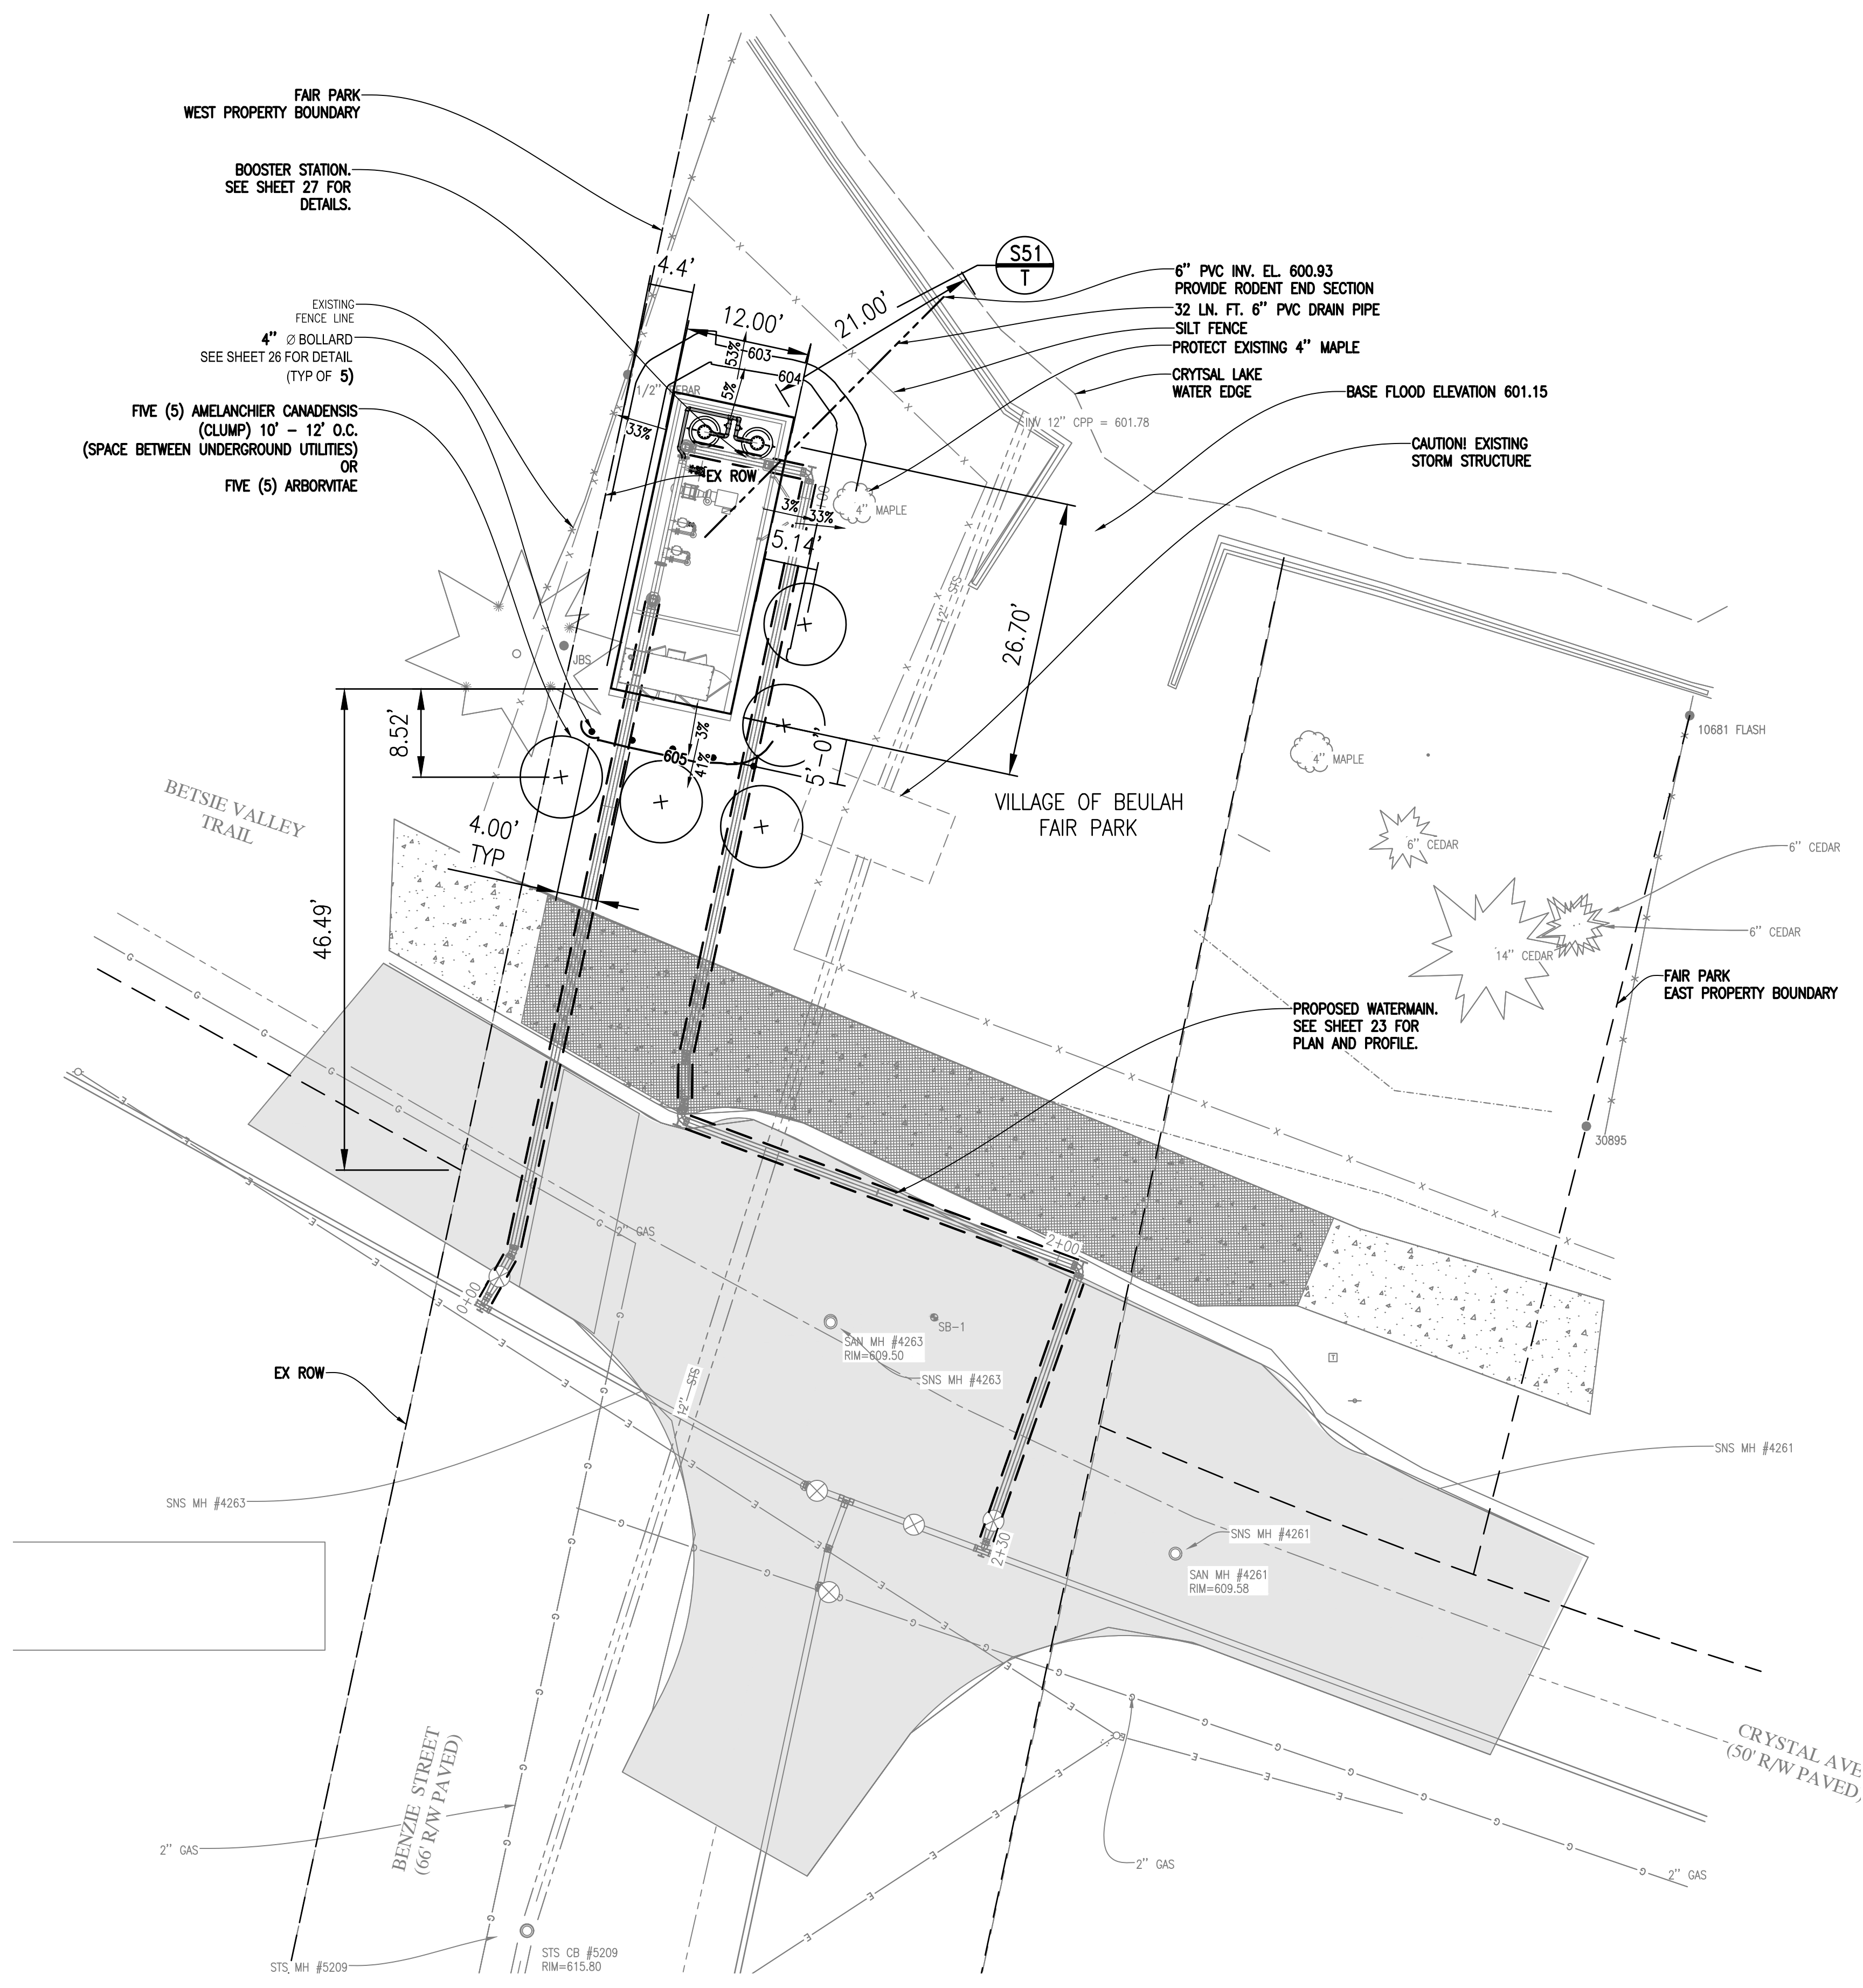 FAIR PARK
WEST PROPERTY BOUNDARY
BOOSTER STATION.
SEE SHEET 27 FOR
DETAILS.
EXISTING
FENCE LINE
4" Ø BOLLARD
SEE SHEET 26 FOR DETAIL
(TYP OF 5)
FIVE (5) AMELANCHIER CANADENSIS
(CLUMP) 10' - 12' O.C.
(SPACE BETWEEN UNDERGROUND UTILITIES)
OR
FIVE (5) ARBORVITAE
4.4'
12.00'
21.00'
S51
T
6" PVC INV. EL. 600.93
PROVIDE RODENT END SECTION
32 LN. FT. 6" PVC DRAIN PIPE
SILT FENCE
PROTECT EXISTING 4" MAPLE
CRYTSAL LAKE
WATER EDGE
BASE FLOOD ELEVATION 601.15
INV 12" CPP = 601.78
CAUTION! EXISTING
STORM STRUCTURE
603
53%
604
5%
33%
EX ROW
3%
33%
4" MAPLE
5.14'
12" STS
26.70'
JBS
8.52'
3%
605
41%
5'-0"
4.00'
TYP
46.49'
BETSIE VALLEY
TRAIL
VILLAGE OF BEULAH
FAIR PARK
10681 FLASH
4" MAPLE
6" CEDAR
6" CEDAR
14" CEDAR
6" CEDAR
FAIR PARK
EAST PROPERTY BOUNDARY
PROPOSED WATERMAIN.
SEE SHEET 23 FOR
PLAN AND PROFILE.
30895
2" GAS
0+00
2+00
SB-1
SAN MH #4263
RIM=609.50
SNS MH #4263
EX ROW
12" STS
SNS MH #4263
SNS MH #4261
2+30
SNS MH #4261
SAN MH #4261
RIM=609.58
T
BENZIE STREET
(66' R/W PAVED)
CRYSTAL AVE
(50' R/W PAVED)
2" GAS
2" GAS
2" GAS
STS MH #5209
STS CB #5209
RIM=615.80